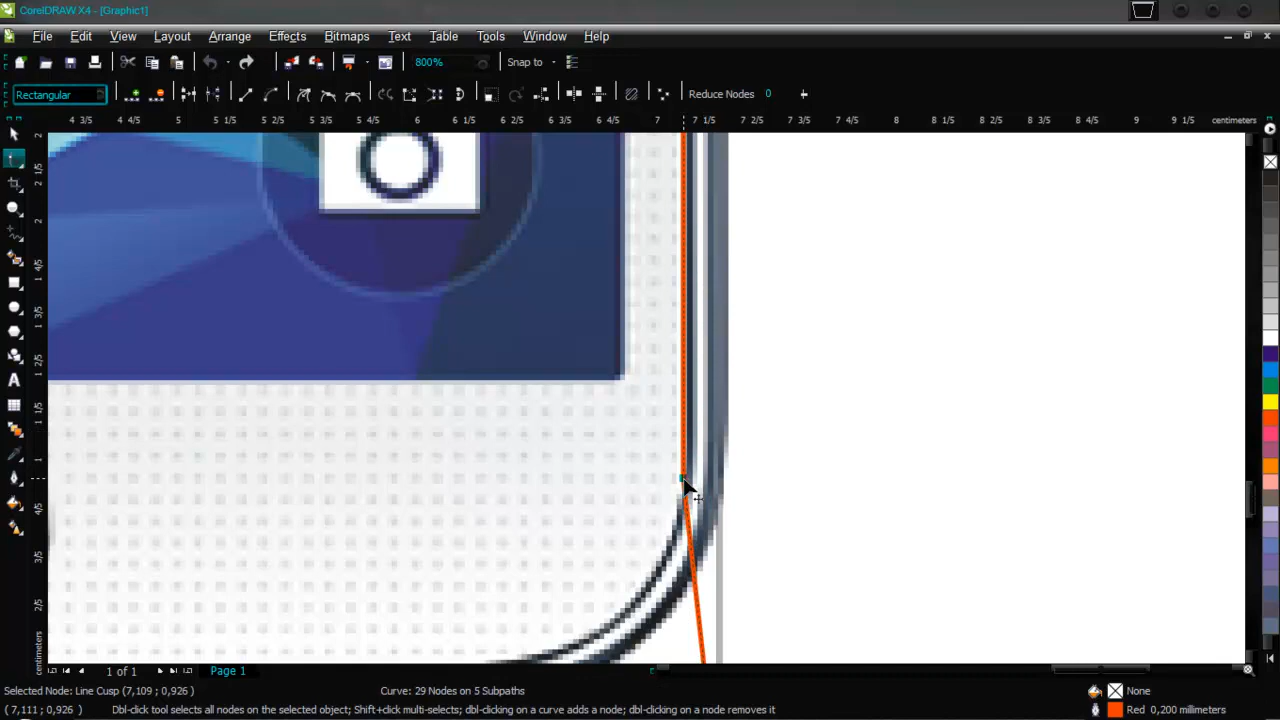 CorelDRAW X4 - [Graphic1]
File Edit View Layout Arrange Effects Bitmaps Text Table Tools Window Help
800% Snap to
Rectangular Reduce Nodes 0
4 3/5 4 4/5 5 5 1/5 5 2/5 5 3/5 5 4/5 6 6 1/5 6 2/5 6 3/5 6 4/5 7 7 1/5 7 2/5 7 3/5 7 4/5 8 8 1/5 8 2/5 8 3/5 8 4/5 9 9 1/5 centimeters
centimeters
1 of 1 Page 1
Selected Node: Line Cusp (7,109 ; 0,926 ) Curve: 29 Nodes on 5 Subpaths None
( 7,111 ; 0,926 ) Dbl-click tool selects all nodes on the selected object; Shift+click multi-selects; dbl-clicking on a curve adds a node; dbl-clicking on a node removes it Red 0,200 millimeters